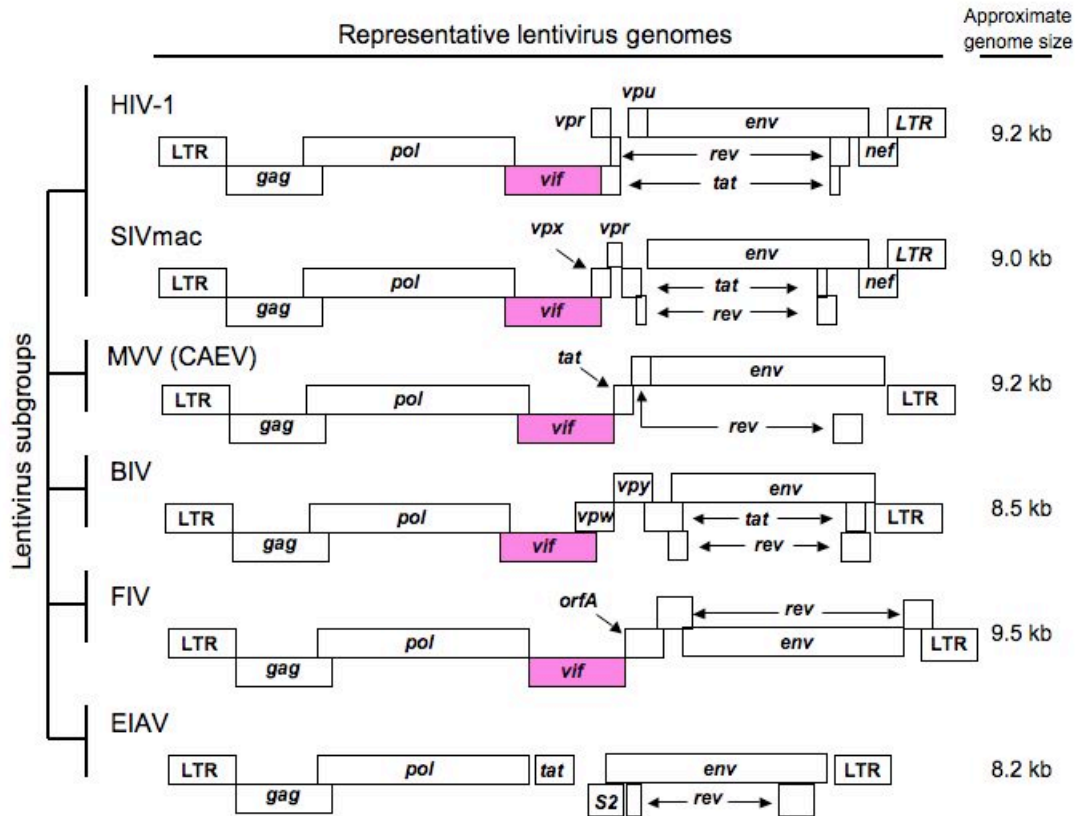 Representative lentivirus genomes
Approximate
genome size
Lentivirus subgroups
HIV-1
vpr
vpu
env
LTR
9.2 kb
LTR
pol
rev
nef
gag
vif
tat
SIVmac
vpx
vpr
env
LTR
9.0 kb
LTR
pol
tat
nef
gag
vif
rev
MVV (CAEV)
tat
env
9.2 kb
LTR
pol
LTR
gag
vif
rev
BIV
vpy
env
8.5 kb
LTR
pol
vpw
tat
LTR
gag
vif
rev
FIV
orfA
rev
9.5 kb
LTR
pol
env
LTR
gag
vif
EIAV
LTR
pol
tat
env
LTR
8.2 kb
gag
S2
rev